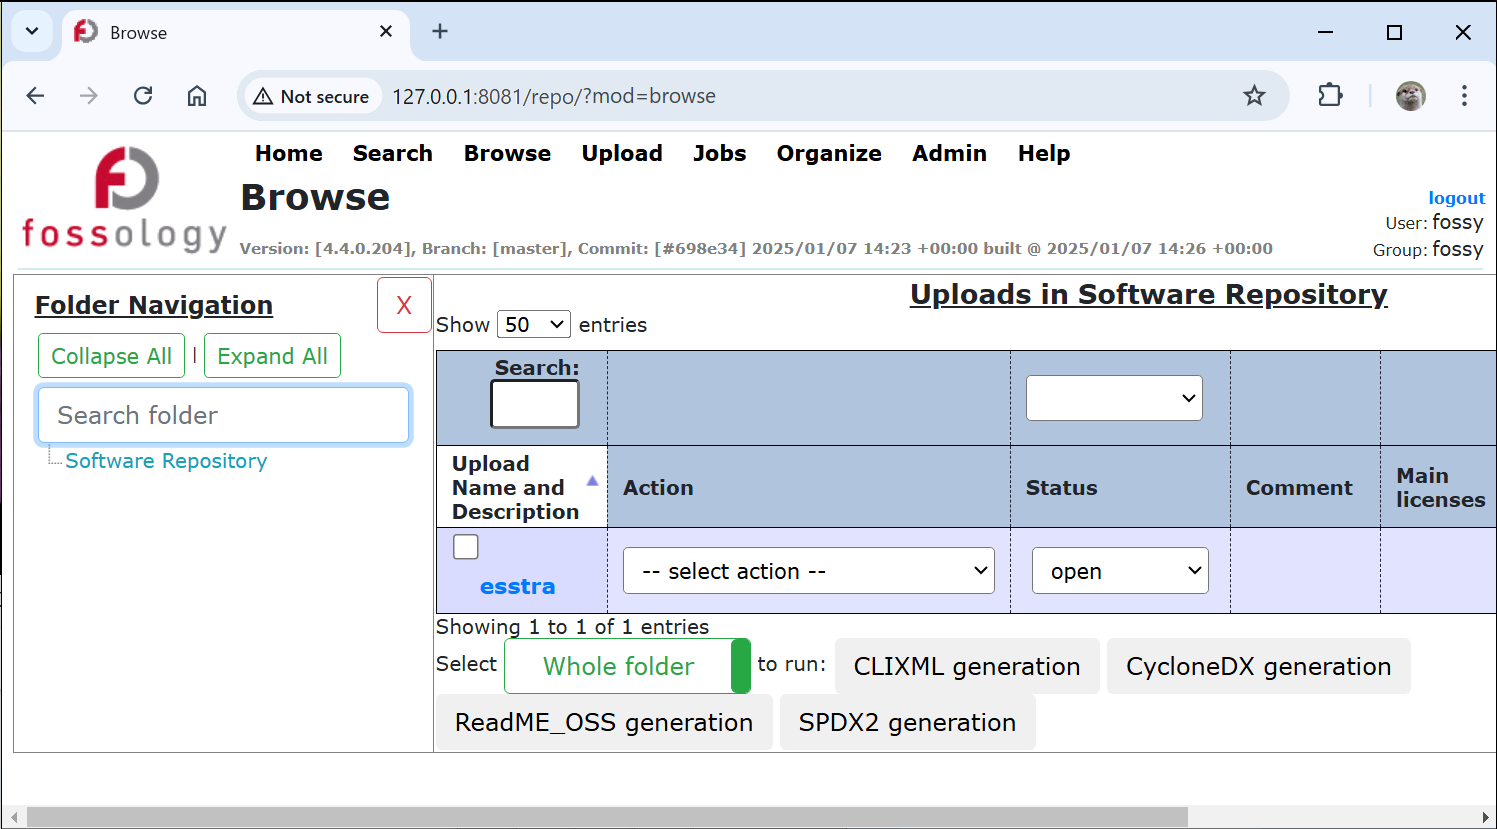 Browse
Not secure 127.0.0.1:8081/repo/?mod=browse
fossology
Home Search Browse Upload Jobs Organize Admin Help
Browse
Version: [4.4.0.204], Branch: [master], Commit: [#698e34] 2025/01/07 14:23 +00:00 built @ 2025/01/07 14:26 +00:00
logout
User: fossy
Group: fossy
Folder Navigation
X
Collapse All | Expand All
Search folder
Software Repository
Uploads in Software Repository
Show 50 entries
Search:
Upload Name and Description
Action
Status
Comment
Main licenses
esstra
-- select action --
open
Showing 1 to 1 of 1 entries
Select Whole folder to run: CLIXML generation CycloneDX generation
ReadME_OSS generation SPDX2 generation